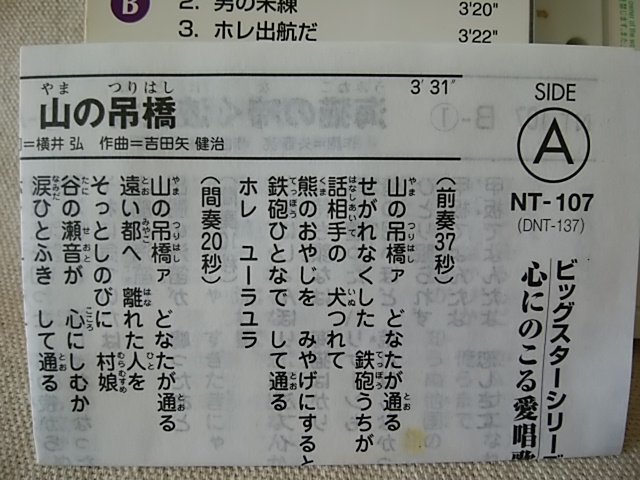 B
2. 男の未練
3'20"
3. ホレ出航だ
3'22"
SIDE
A
NT-107
(DNT-137)
ビッグスターシリーズ
心にのこる愛唱歌
やま つりはし
山の吊橋
3'31"
=横井 弘 作曲=吉田矢 健治
(前奏37秒)
山の吊橋ァ どなたが通る
せがれなくした 鉄砲うちが
話相手の 犬つれて
熊のおやじを みやげにすると
鉄砲ひとなで して通る
ホレ ユーラユラ
(間奏20秒)
山の吊橋ァ どなたが通る
遠い都へ 離れた人を
そっとしのびに 村娘
谷の瀬音が 心にしむか
涙ひとふき して通る